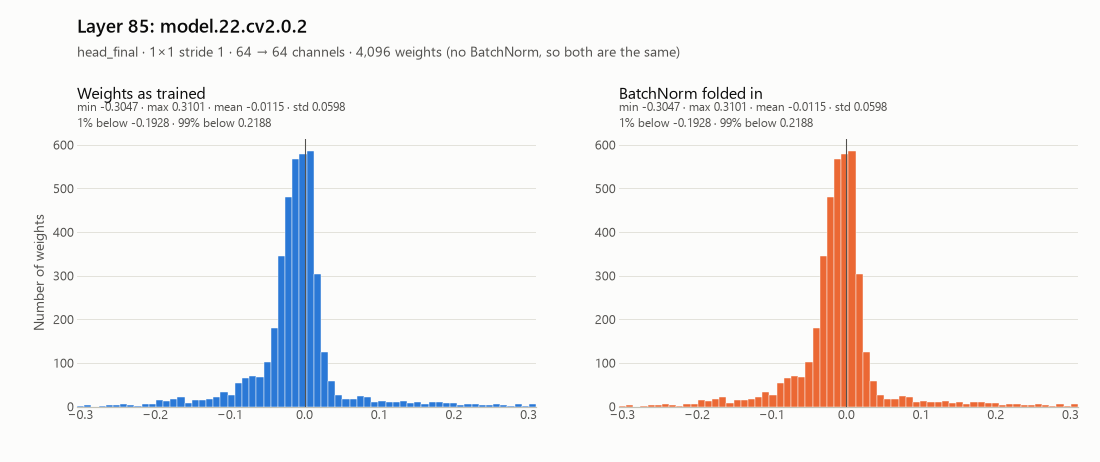 Layer 85: model.22.cv2.0.2
head_final · 1×1 stride 1 · 64 → 64 channels · 4,096 weights (no BatchNorm, so both are the same)
Weights as trained
min -0.3047 · max 0.3101 · mean -0.0115 · std 0.0598
1% below -0.1928 · 99% below 0.2188
600
500
400
300
200
100
0
Number of weights
−0.3 −0.2 −0.1 0.0 0.1 0.2 0.3
BatchNorm folded in
min -0.3047 · max 0.3101 · mean -0.0115 · std 0.0598
1% below -0.1928 · 99% below 0.2188
600
500
400
300
200
100
0
−0.3 −0.2 −0.1 0.0 0.1 0.2 0.3